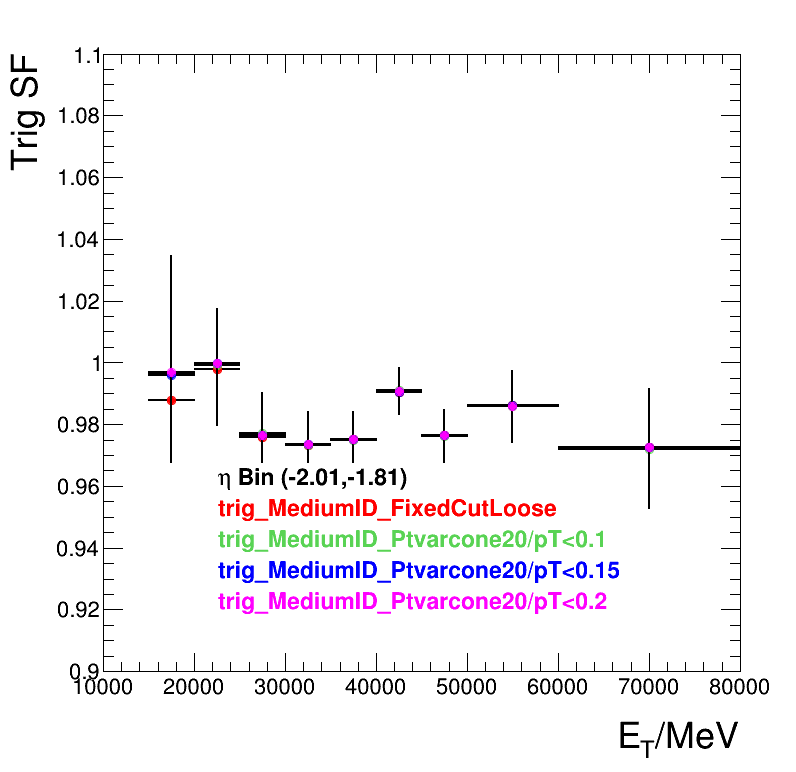 Trig SF
1.1
1.08
1.06
1.04
1.02
1
0.98
0.96
0.94
0.92
0.9
η Bin (-2.01,-1.81)
trig_MediumID_FixedCutLoose
trig_MediumID_Ptvarcone20/pT<0.1
trig_MediumID_Ptvarcone20/pT<0.15
trig_MediumID_Ptvarcone20/pT<0.2
10000 20000 30000 40000 50000 60000 70000 80000
E_T/MeV